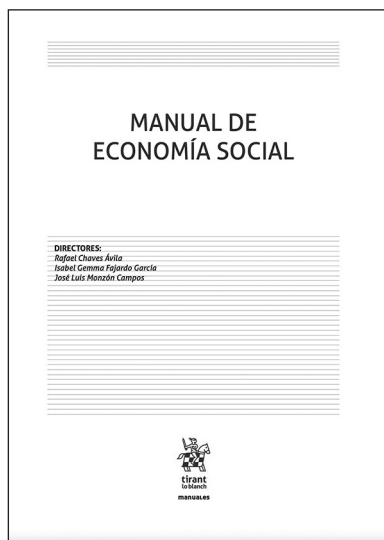 MANUAL DE
ECONOMÍA SOCIAL
DIRECTORES:
Rafael Chaves Ávila
Isabel Gemma Fajardo García
José Luis Monzón Campos
tirant
lo blanch
manuales